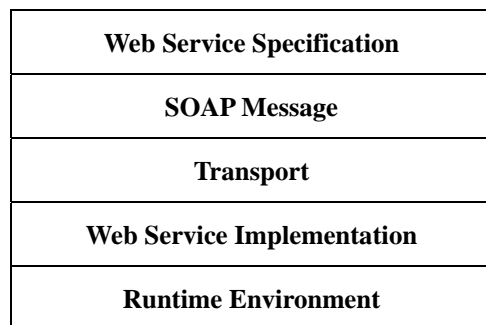 Web Service Specification
SOAP Message
Transport
Web Service Implementation
Runtime Environment